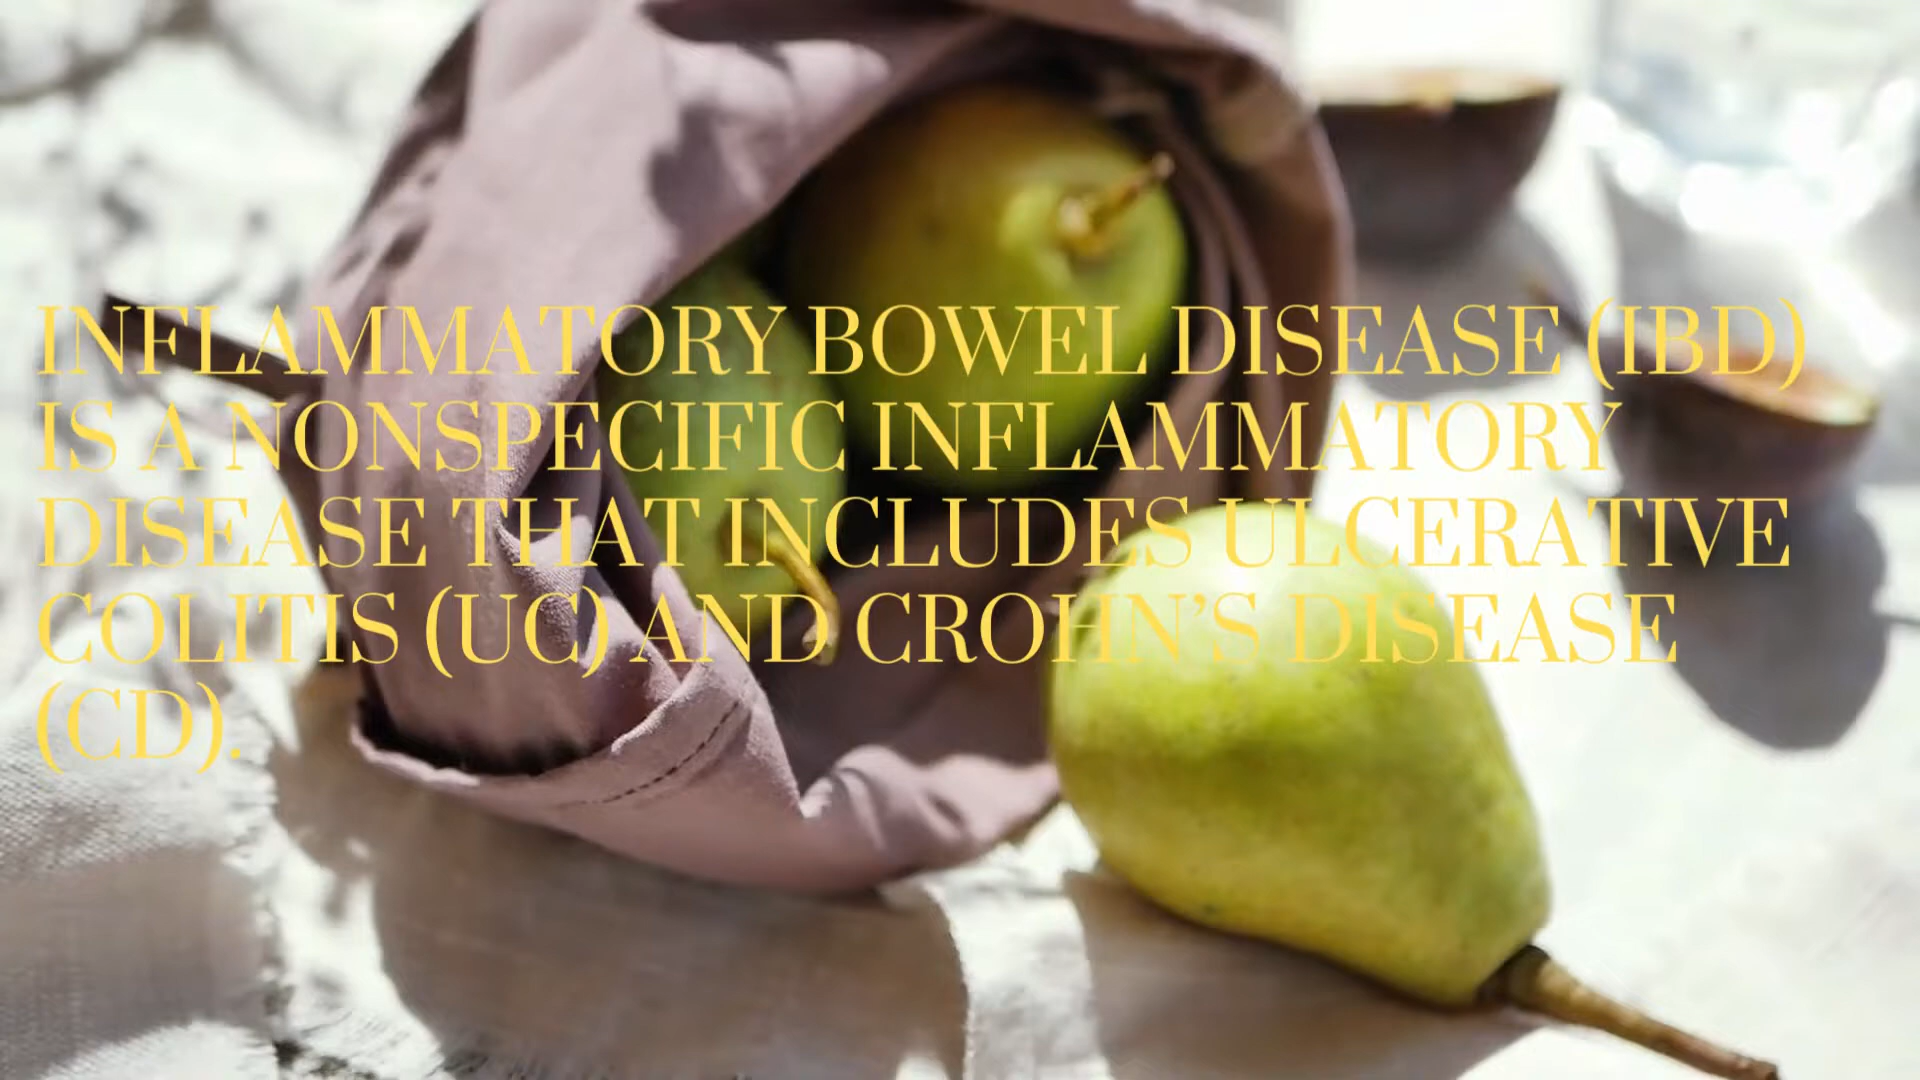 INFLAMMATORY BOWEL DISEASE (IBD)
IS A NONSPECIFIC INFLAMMATORY
DISEASE THAT INCLUDES ULCERATIVE
COLITIS (UC) AND CROHN’S DISEASE
(CD).